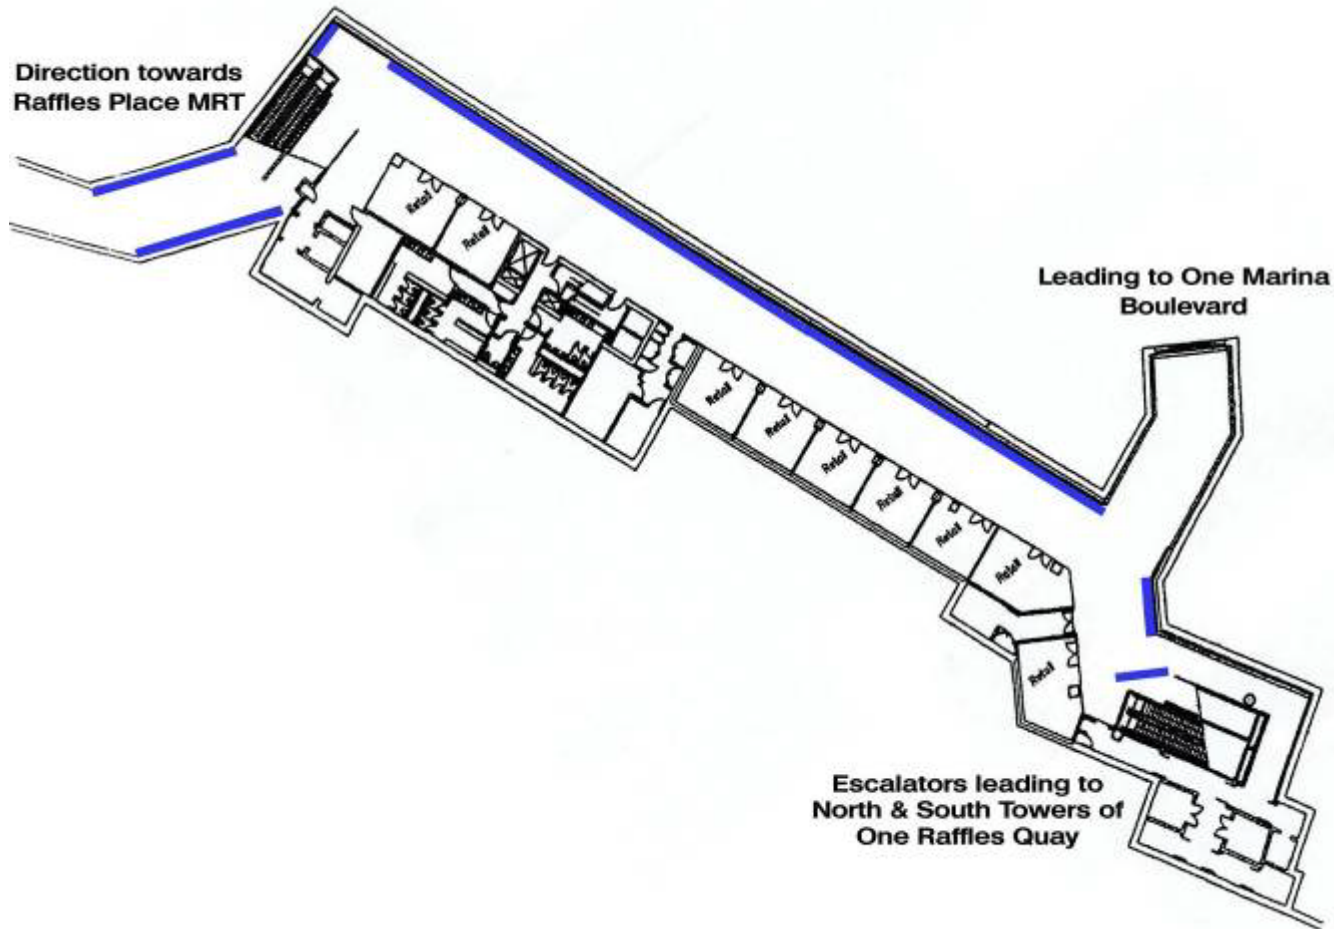 Direction towards
Raffles Place MRT
Retail
Retail
Leading to One Marina
Boulevard
Retail
Retail
Retail
Retail
Retail
Retail
Retail
Escalators leading to
North & South Towers of
One Raffles Quay